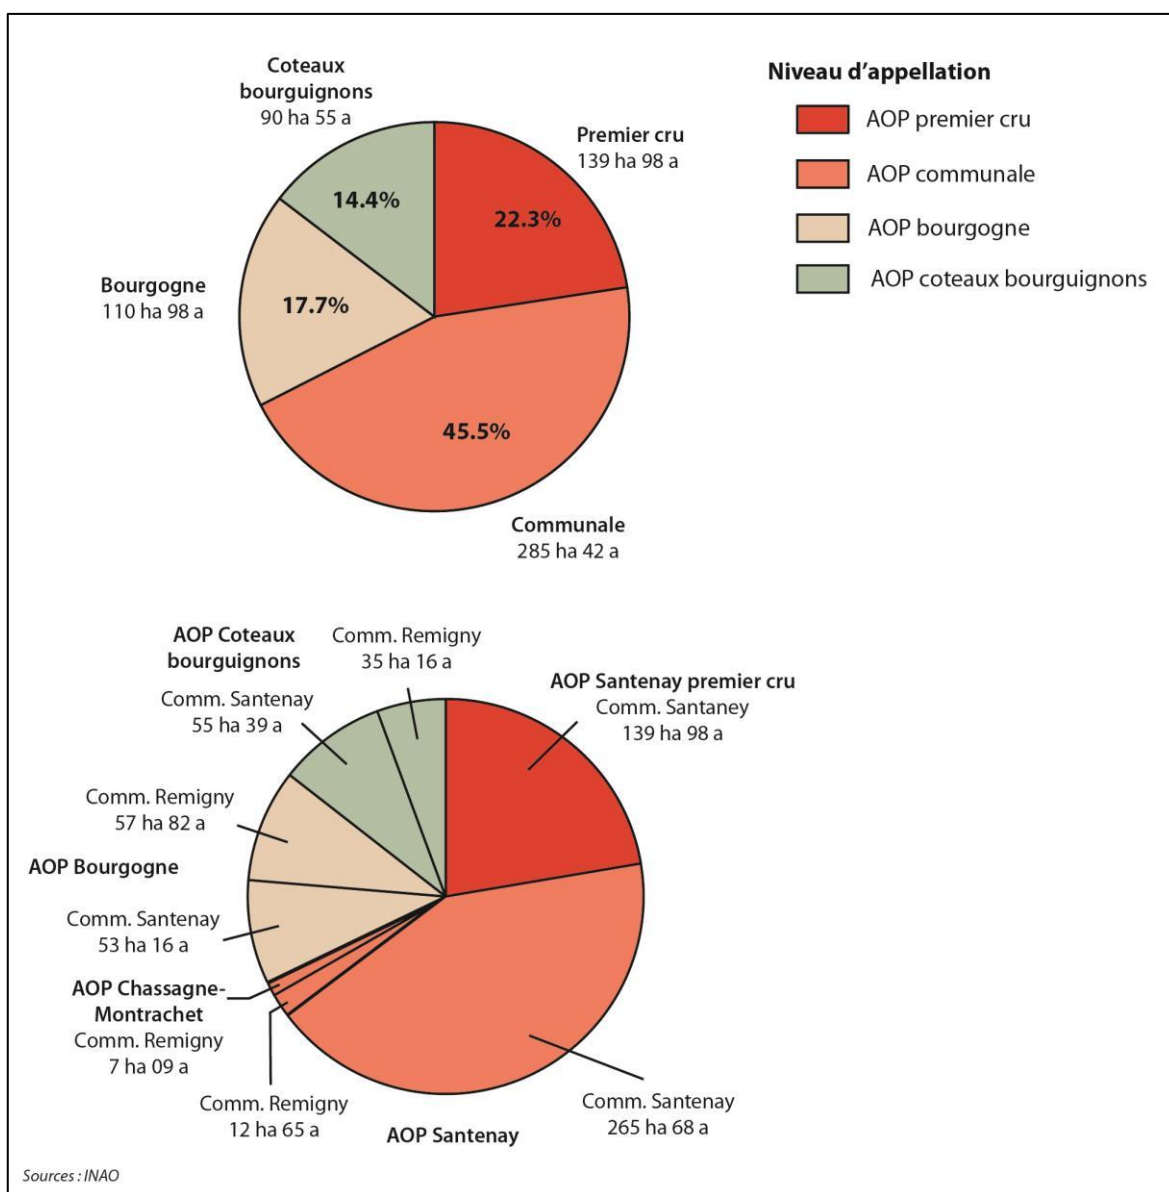 Coteaux
bourguignons
90 ha 55 a
Premier cru
139 ha 98 a
14.4%
22.3%
Bourgogne
110 ha 98 a
17.7%
45.5%
Communale
285 ha 42 a
Niveau d'appellation
AOP premier cru
AOP communale
AOP bourgogne
AOP coteaux bourguignons
AOP Coteaux
bourguignons
Comm. Santenay
55 ha 39 a
Comm. Remigny
35 ha 16 a
AOP Santenay premier cru
Comm. Santaney
139 ha 98 a
Comm. Remigny
57 ha 82 a
AOP Bourgogne
Comm. Santenay
53 ha 16 a
AOP Chassagne-
Montrachet
Comm. Remigny
7 ha 09 a
Comm. Remigny
12 ha 65 a
AOP Santenay
Comm. Santenay
265 ha 68 a
Sources : INAO